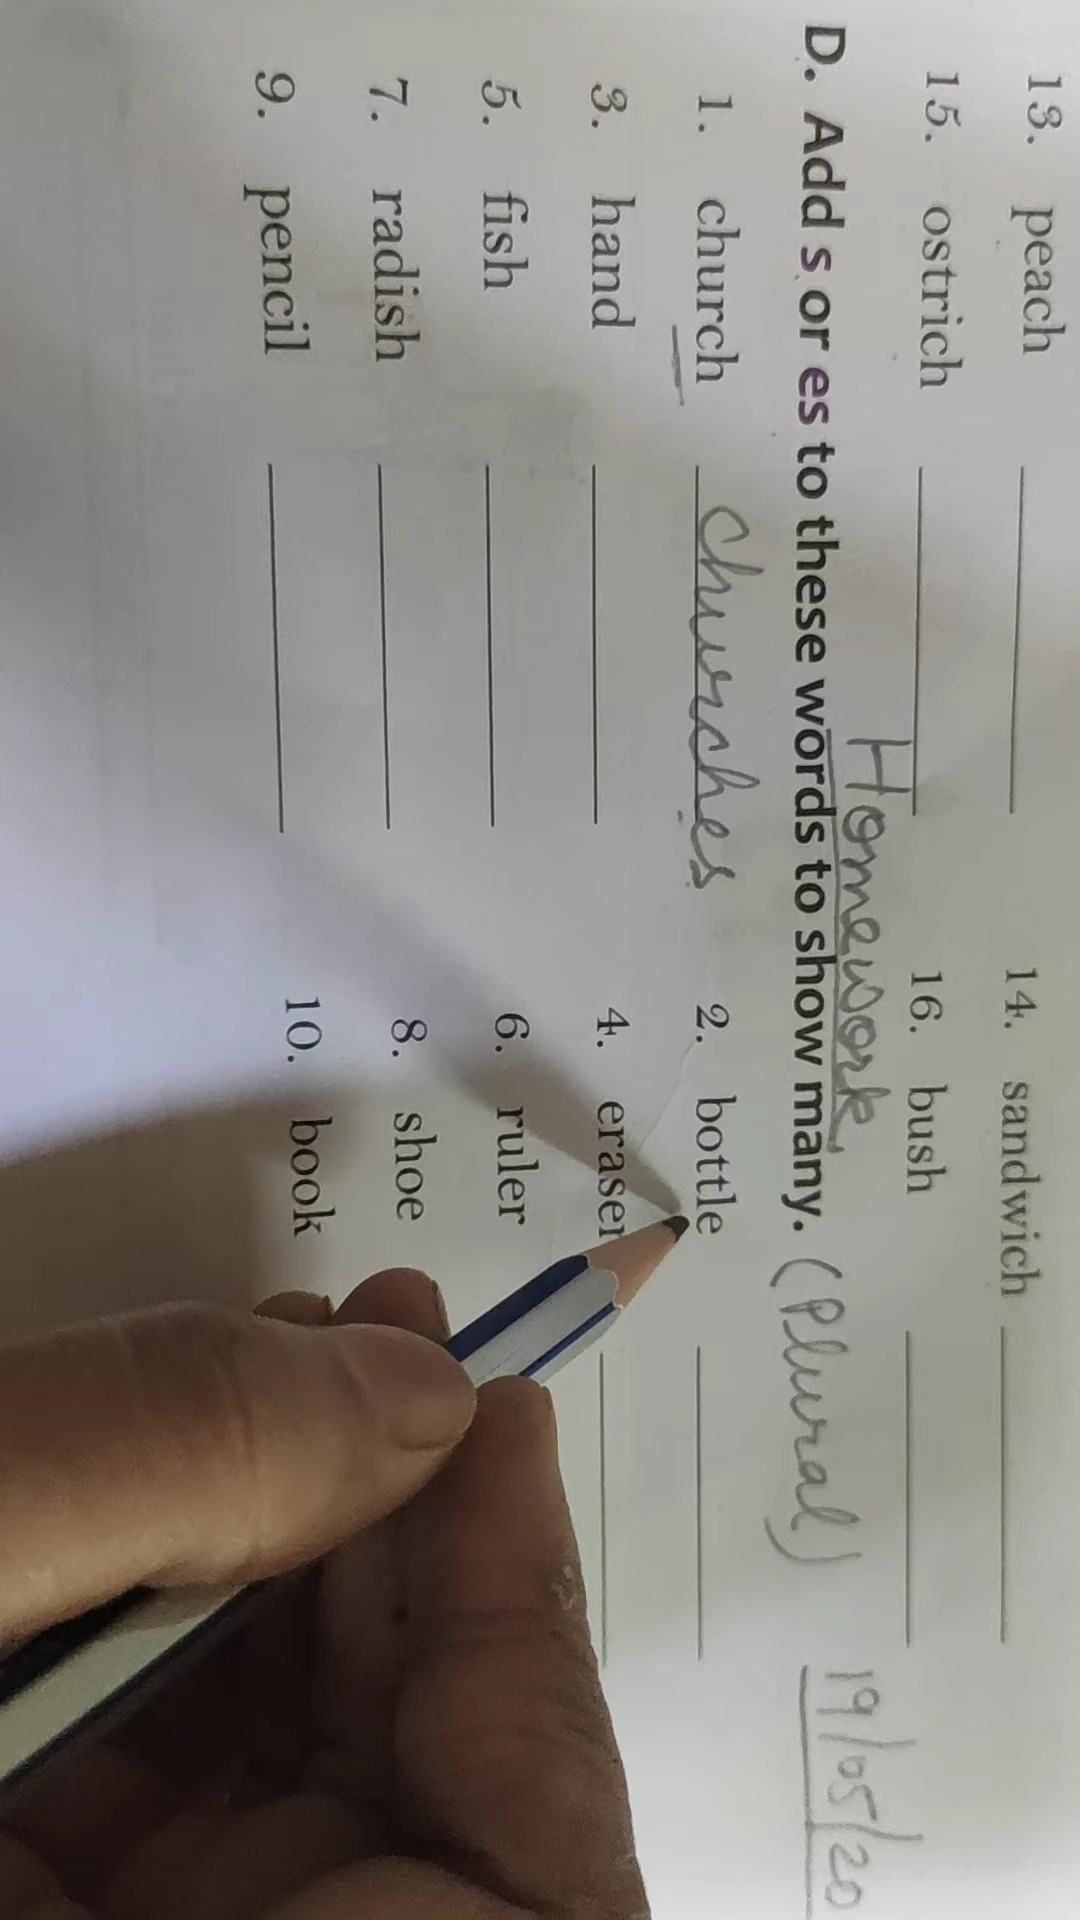 13. peach 14. sandwich
15. ostrich 16. bush
Homework
D. Add s or es to these words to show many. (Plural) 19/05/20
1. church churches 2. bottle
3. hand 4. eraser
5. fish 6. ruler
7. radish 8. shoe
9. pencil 10. book